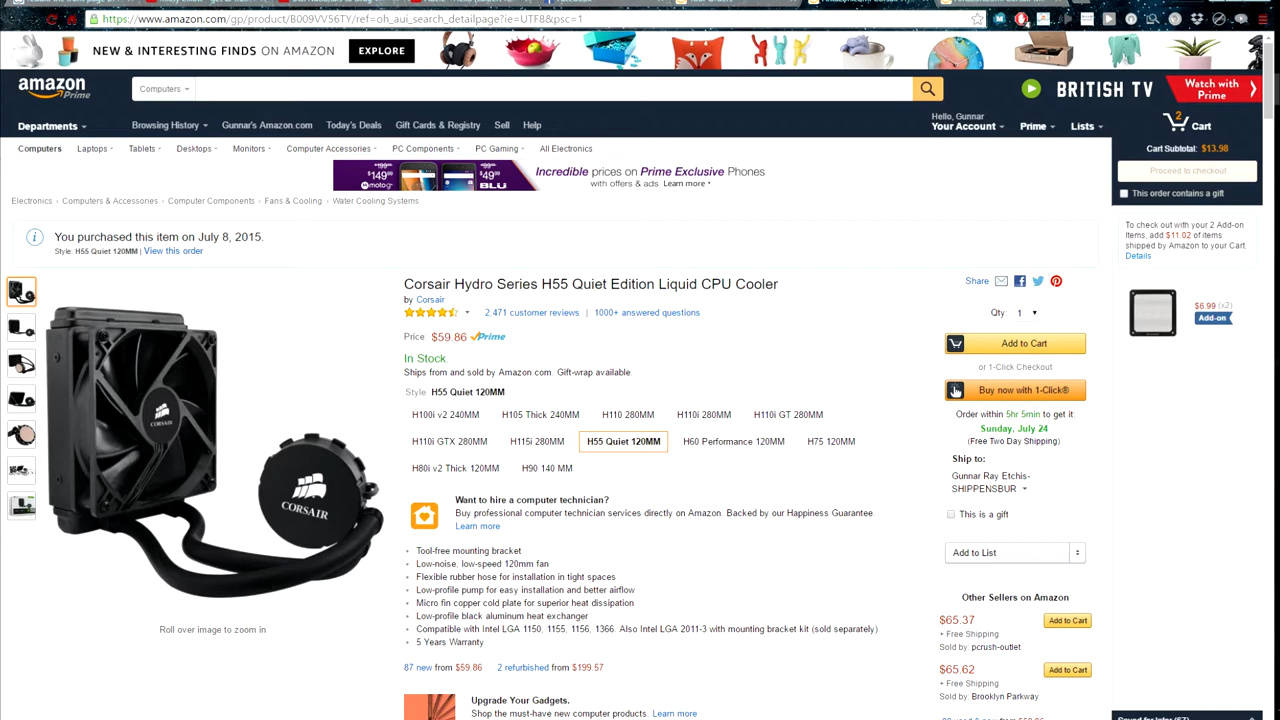 https://www.amazon.com/gp/product/B009VV56TY/ref=oh_aui_search_detailpage?ie=UTF8&psc=1
NEW & INTERESTING FINDS ON AMAZON EXPLORE
amazon Prime
Computers
BRITISH TV
Watch with Prime
Departments
Browsing History Gunnar's Amazon.com Today's Deals Gift Cards & Registry Sell Help
Hello, Gunnar
Your Account Prime Lists
2 Cart
Computers Laptops Tablets Desktops Monitors Computer Accessories PC Components PC Gaming All Electronics
Cart Subtotal: $13.98
Proceed to checkout
This order contains a gift
$149 moto g $49 BLU
Incredible prices on Prime Exclusive Phones
with offers & ads Learn more
Electronics › Computers & Accessories › Computer Components › Fans & Cooling › Water Cooling Systems
To check out with your 2 Add-on
Items, add $11.02 of items
shipped by Amazon to your Cart.
Details
You purchased this item on July 8, 2015.
Style: H55 Quiet 120MM | View this order
Corsair Hydro Series H55 Quiet Edition Liquid CPU Cooler
by Corsair
2,471 customer reviews | 1000+ answered questions
Price $59.86 Prime
In Stock
Ships from and sold by Amazon.com. Gift-wrap available.
Style: H55 Quiet 120MM
H100i v2 240MM H105 Thick 240MM H110 280MM H110i 280MM H110i GT 280MM
H110i GTX 280MM H115i 280MM H55 Quiet 120MM H60 Performance 120MM H75 120MM
H80i v2 Thick 120MM H90 140 MM
Want to hire a computer technician?
Buy professional computer technician services directly on Amazon. Backed by our Happiness Guarantee.
Learn more
Tool-free mounting bracket
Low-noise, low-speed 120mm fan
Flexible rubber hose for installation in tight spaces
Low-profile pump for easy installation and better airflow
Micro fin copper cold plate for superior heat dissipation
Low-profile black aluminum heat exchanger
Compatible with Intel LGA 1150, 1155, 1156, 1366. Also Intel LGA 2011-3 with mounting bracket kit (sold separately)
5 Years Warranty
87 new from $59.86 2 refurbished from $199.57
Upgrade Your Gadgets.
Shop the must-have new computer products. Learn more
CORSAIR
CORSAIR
Roll over image to zoom in
Share
Qty: 1
Add to Cart
or 1-Click Checkout
Buy now with 1-Click®
Order within 5hr 5min to get it
Sunday, July 24
(Free Two Day Shipping)
Ship to:
Gunnar Ray Etchis-
SHIPPENSBUR
This is a gift
Add to List
Other Sellers on Amazon
$65.37 Add to Cart
+ Free Shipping
Sold by: pcrush-outlet
$65.62 Add to Cart
+ Free Shipping
Sold by: Brooklyn Parkway
$6.99 (x2)
Add-on